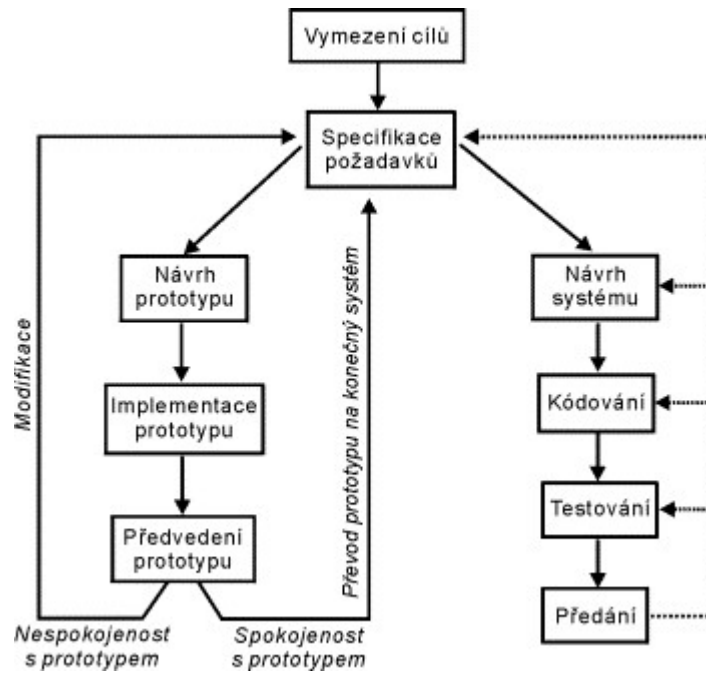 Vymezení cílů
Specifikace
požadavků
Návrh
prototypu
Implementace
prototypu
Předvedení
prototypu
Modifikace
Nespokojenost
s prototypem
Spokojenost
s prototypem
Převod prototypu na konečný systém
Návrh
systému
Kódování
Testování
Předání